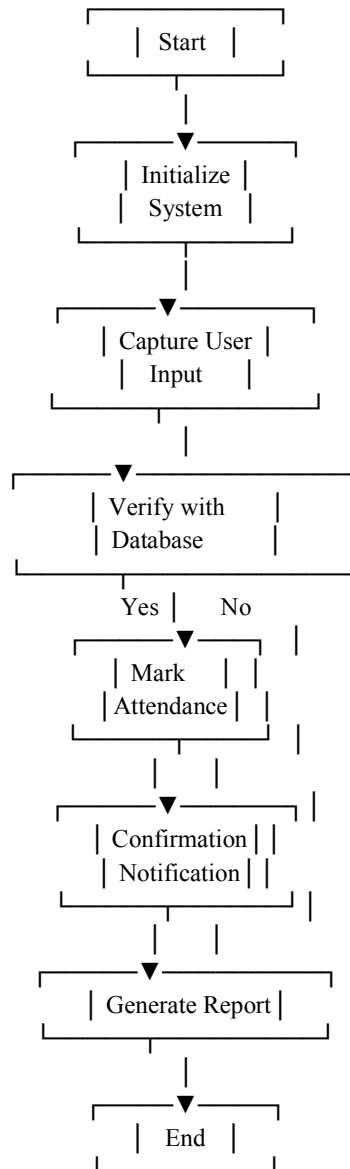 Start
Initialize
System
Capture User
Input
Verify with
Database
Yes No
Mark
Attendance
Confirmation
Notification
Generate Report
End